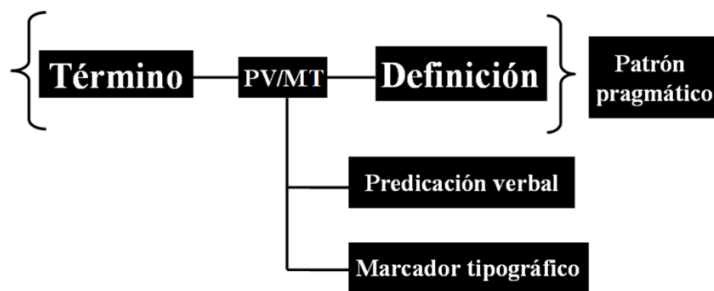 Término
PV/MT
Definición
Patrón
pragmático
Predicación verbal
Marcador tipográfico